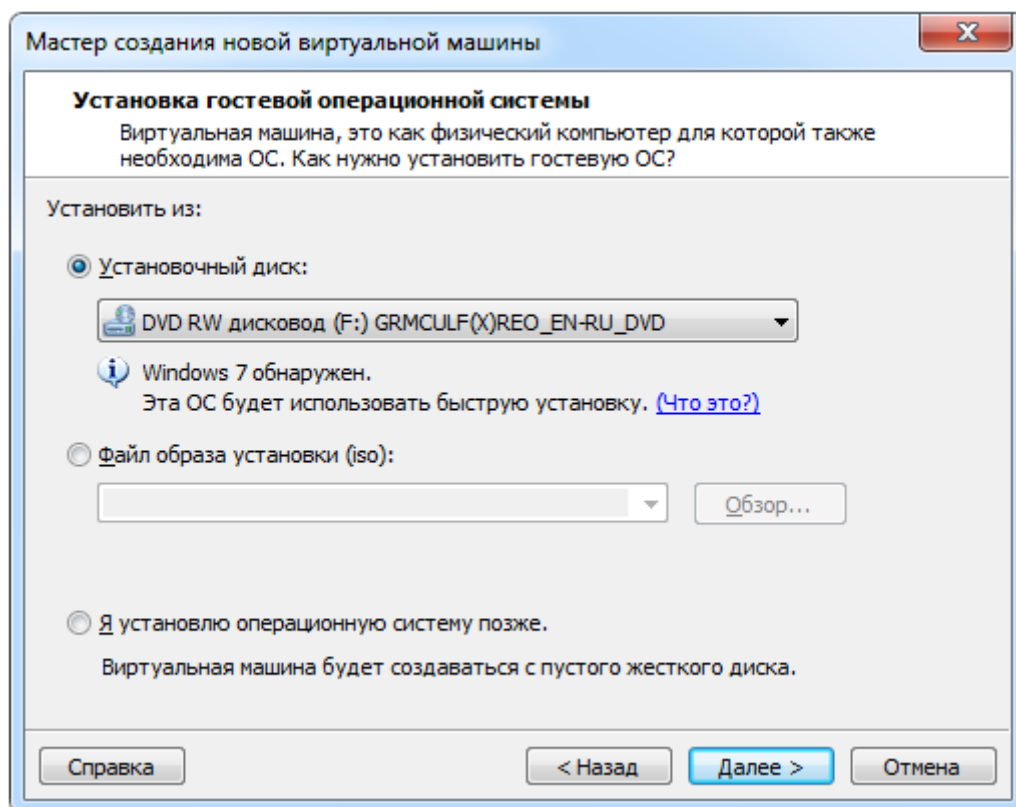 Мастер создания новой виртуальной машины
Установка гостевой операционной системы
Виртуальная машина, это как физический компьютер для которой также
необходима ОС. Как нужно установить гостевую ОС?
Установить из:
Установочный диск:
DVD RW дисковод (F:) GRMCULF(X)REO_EN-RU_DVD
Windows 7 обнаружен.
Эта ОС будет использовать быструю установку. (Что это?)
Файл образа установки (iso):
Обзор...
Я установлю операционную систему позже.
Виртуальная машина будет создаваться с пустого жесткого диска.
Справка < Назад Далее > Отмена